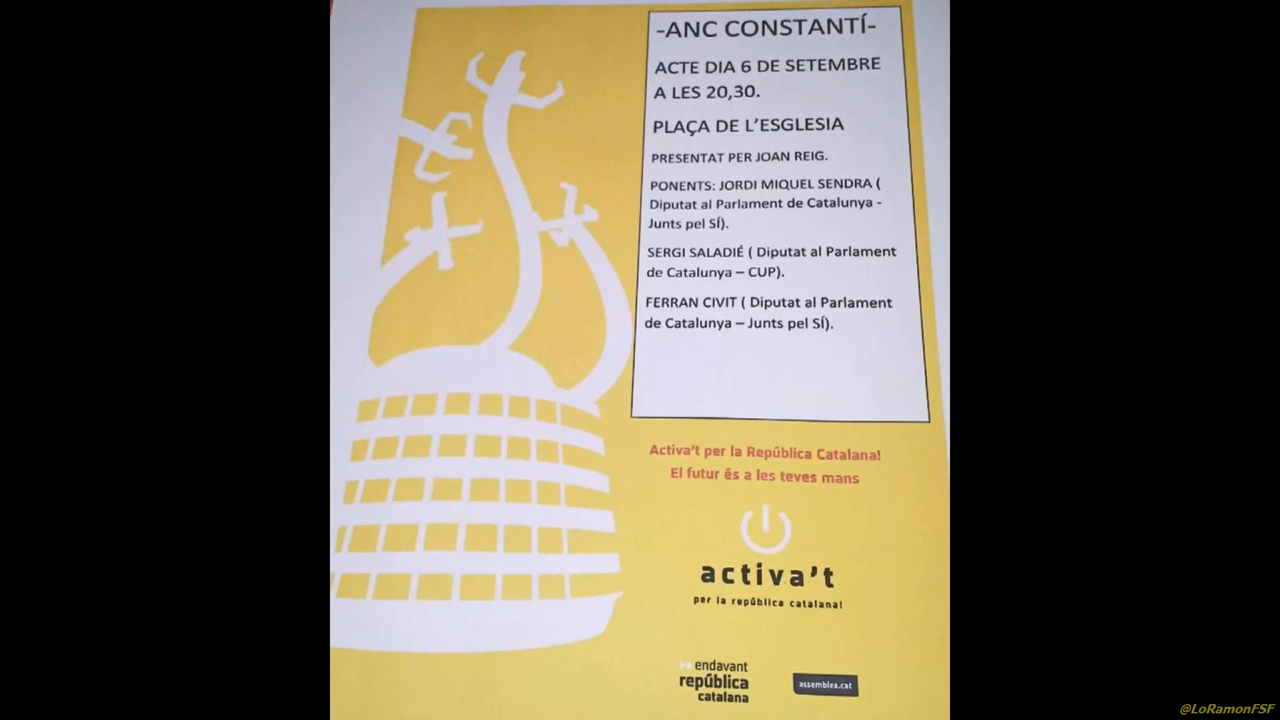 -ANC CONSTANTÍ-
ACTE DIA 6 DE SETEMBRE
A LES 20,30.
PLAÇA DE L’ESGLESIA
PRESENTAT PER JOAN REIG.
PONENTS: JORDI MIQUEL SENDRA (
Diputat al Parlament de Catalunya -
Junts pel SÍ).
SERGI SALADIÉ ( Diputat al Parlament
de Catalunya – CUP).
FERRAN CIVIT ( Diputat al Parlament
de Catalunya – Junts pel SÍ).
Activa’t per la República Catalana!
El futur és a les teves mans
activa’t
per la república catalana!
endavant
república
catalana
assemblea.cat
@LoRamonFSF